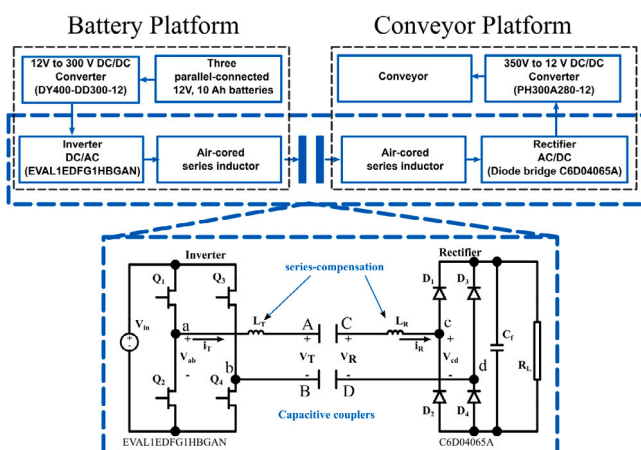 Battery Platform
Conveyor Platform
12V to 300 V DC/DC
Converter
(DY400-DD300-12)
Three
parallel-connected
12V, 10 Ah batteries
Conveyor
350V to 12 V DC/DC
Converter
(PH300A280-12)
Inverter
DC/AC
(EVAL1EDFG1HBGAN)
Air-cored
series inductor
Air-cored
series inductor
Rectifier
AC/DC
(Diode bridge C6D04065A)
Inverter
Rectifier
series-compensation
Q1
Q3
D1
D3
LT
LR
a
A
C
c
Vin
+
-
+
iT
+
+
iR
+
Cf
Vab
b
VT
VR
Vcd
d
RL
-
-
-
-
Q2
Q4
B
D
D2
D4
Capacitive couplers
EVAL1EDFG1HBGAN
C6D04065A